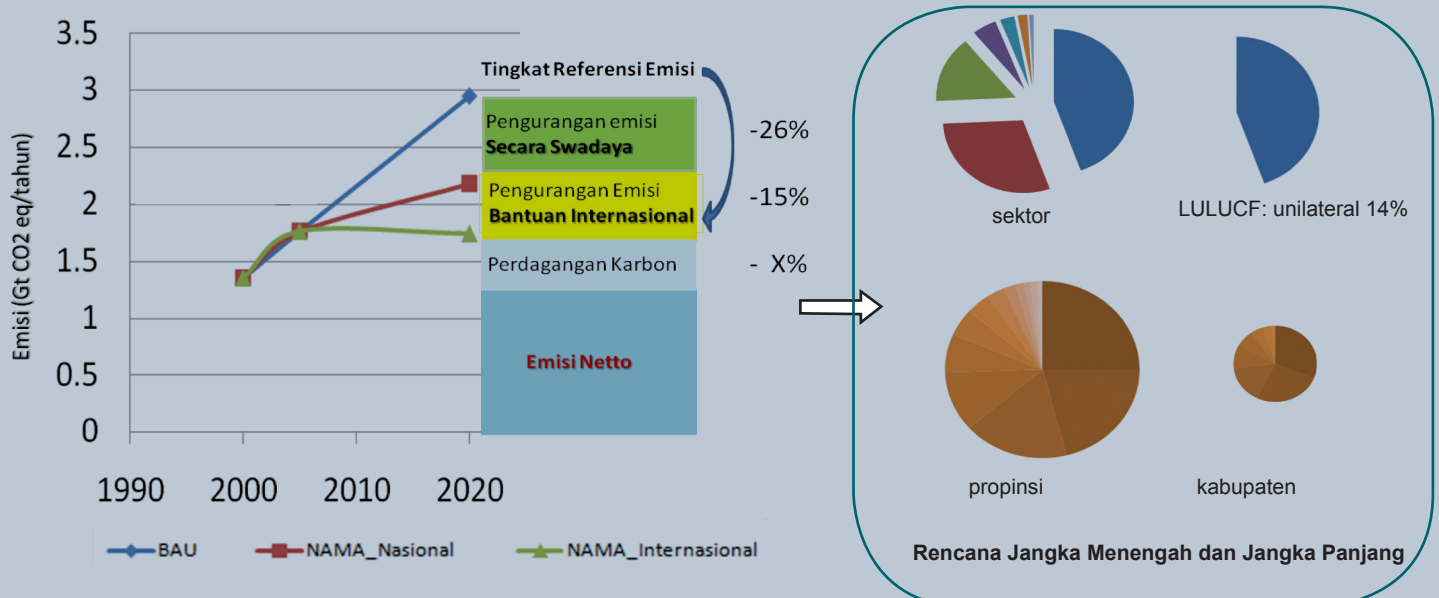 3.5
3
2.5
2
1.5
1
0.5
0
Emisi (Gt CO2 eq/tahun)
1990 2000 2010 2020
BAU NAMA_Nasional NAMA_Internasional
Tingkat Referensi Emisi
Pengurangan emisi
Secara Swadaya
Pengurangan Emisi
Bantuan Internasional
Perdagangan Karbon
Emisi Netto
-26%
-15%
- X%
sektor
LULUCF: unilateral 14%
propinsi
kabupaten
Rencana Jangka Menengah dan Jangka Panjang